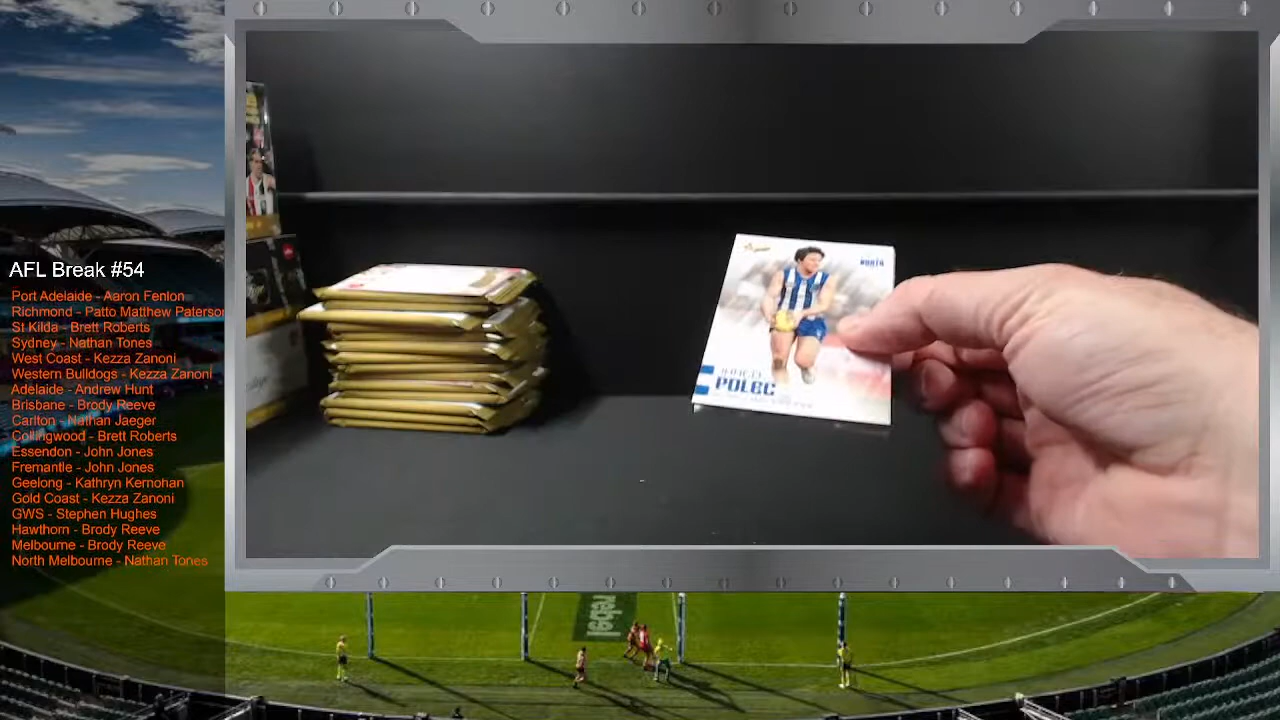 AFL Break #54
Port Adelaide - Aaron Fenlon
Richmond - Patto Matthew Paterson
St Kilda - Brett Roberts
Sydney - Nathan Tones
West Coast - Kezza Zanoni
Western Bulldogs - Kezza Zanoni
Adelaide - Andrew Hunt
Brisbane - Brody Reeve
Carlton - Nathan Jaeger
Collingwood - Brett Roberts
Essendon - John Jones
Fremantle - John Jones
Geelong - Kathryn Kernohan
Gold Coast - Kezza Zanoni
GWS - Stephen Hughes
Hawthorn - Brody Reeve
Melbourne - Brody Reeve
North Melbourne - Nathan Tones
NORTH
JARED
POLEC
rebel